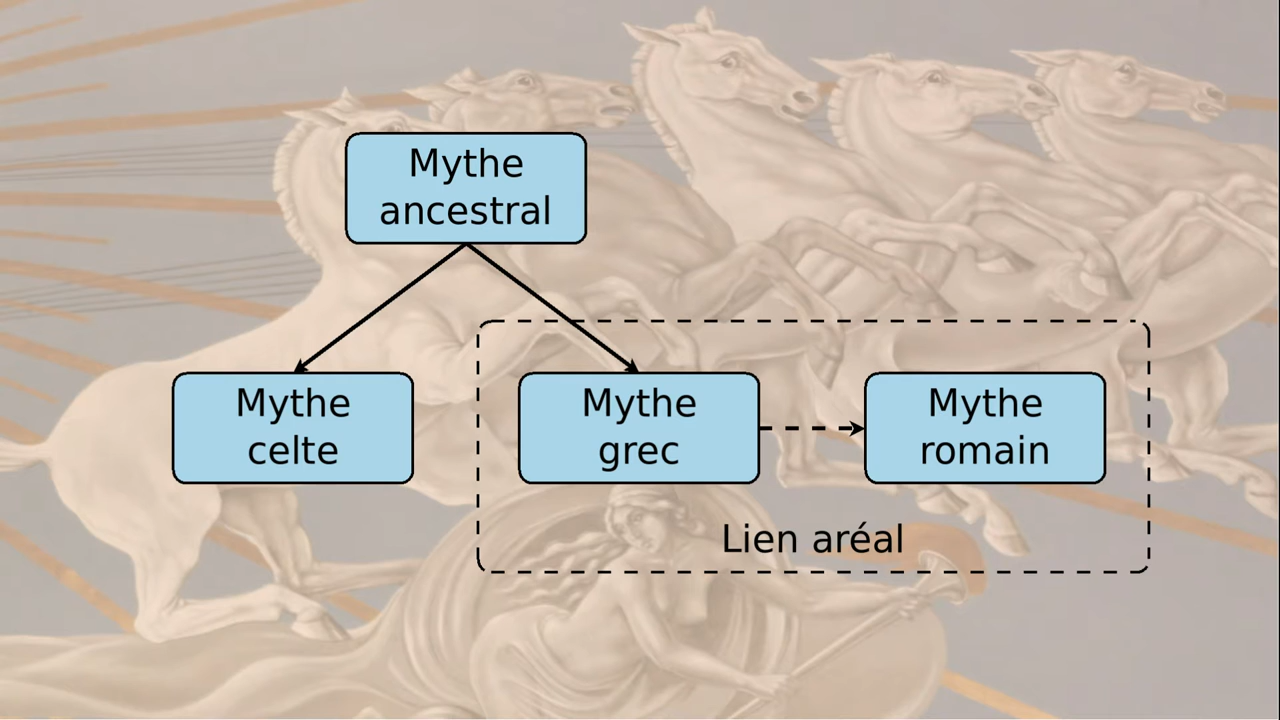 Mythe
ancestral
Mythe
celte
Mythe
grec
Mythe
romain
Lien aréal